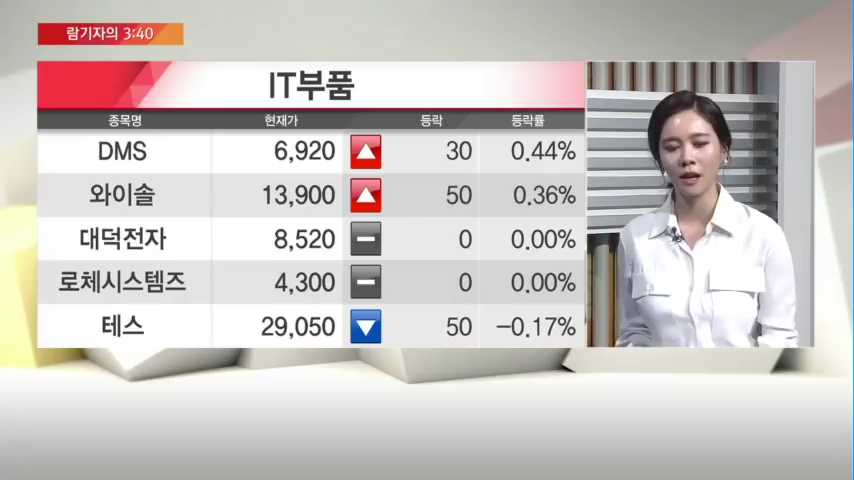 람기자의 3:40
IT부품
종목명 현재가 등락 등락률
DMS 6,920 30 0.44%
와이솔 13,900 50 0.36%
대덕전자 8,520 0 0.00%
로체시스템즈 4,300 0 0.00%
테스 29,050 50 -0.17%